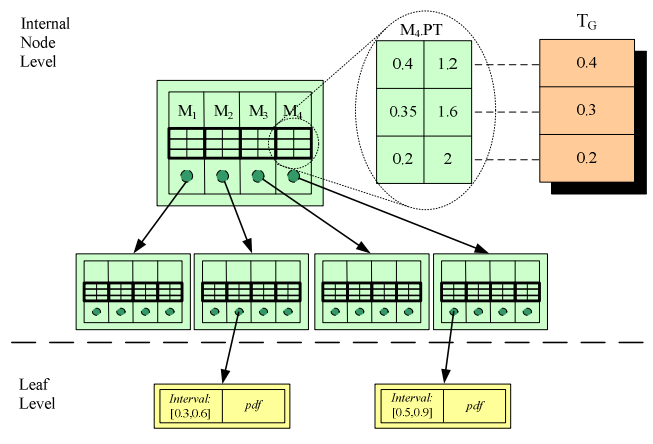 Internal
Node
Level
M₄.PT
T_G
0.4 1.2
0.35 1.6
0.2 2
0.4
0.3
0.2
M₁ M₂ M₃ M₄
Leaf
Level
Interval:
[0.3,0.6]
pdf
Interval:
[0.5,0.9]
pdf